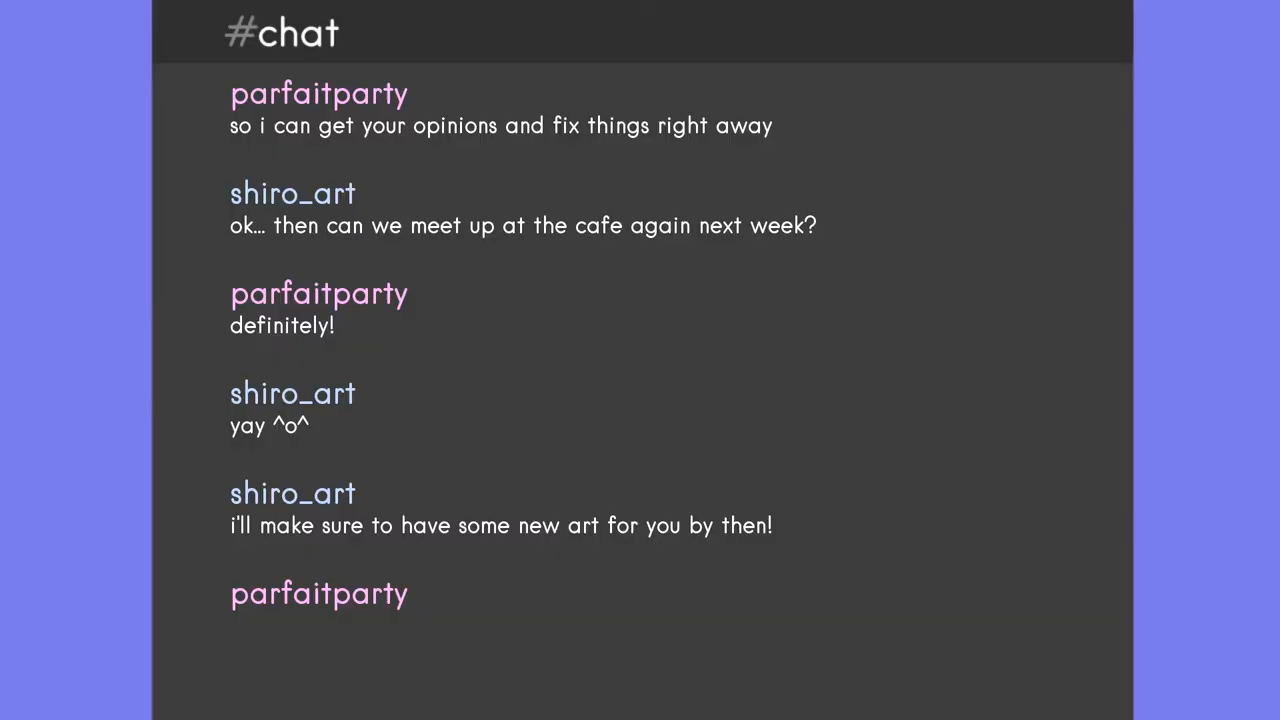 #chat
parfaitparty
so i can get your opinions and fix things right away
shiro_art
ok... then can we meet up at the cafe again next week?
parfaitparty
definitely!
shiro_art
yay ^o^
shiro_art
i'll make sure to have some new art for you by then!
parfaitparty